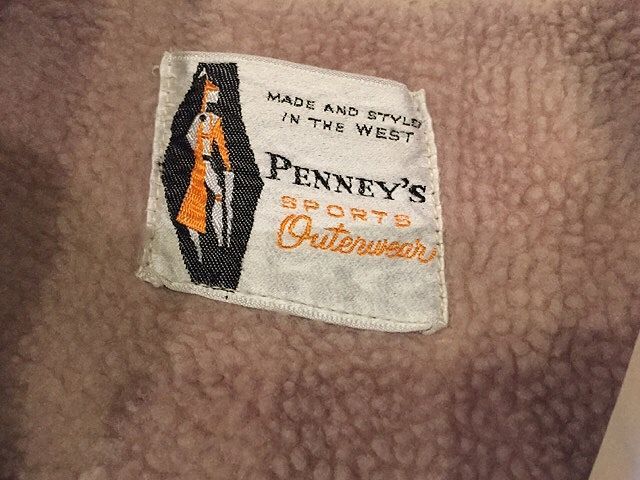 MADE AND STYLED
IN THE WEST
PENNEY'S
SPORTS
Outerwear